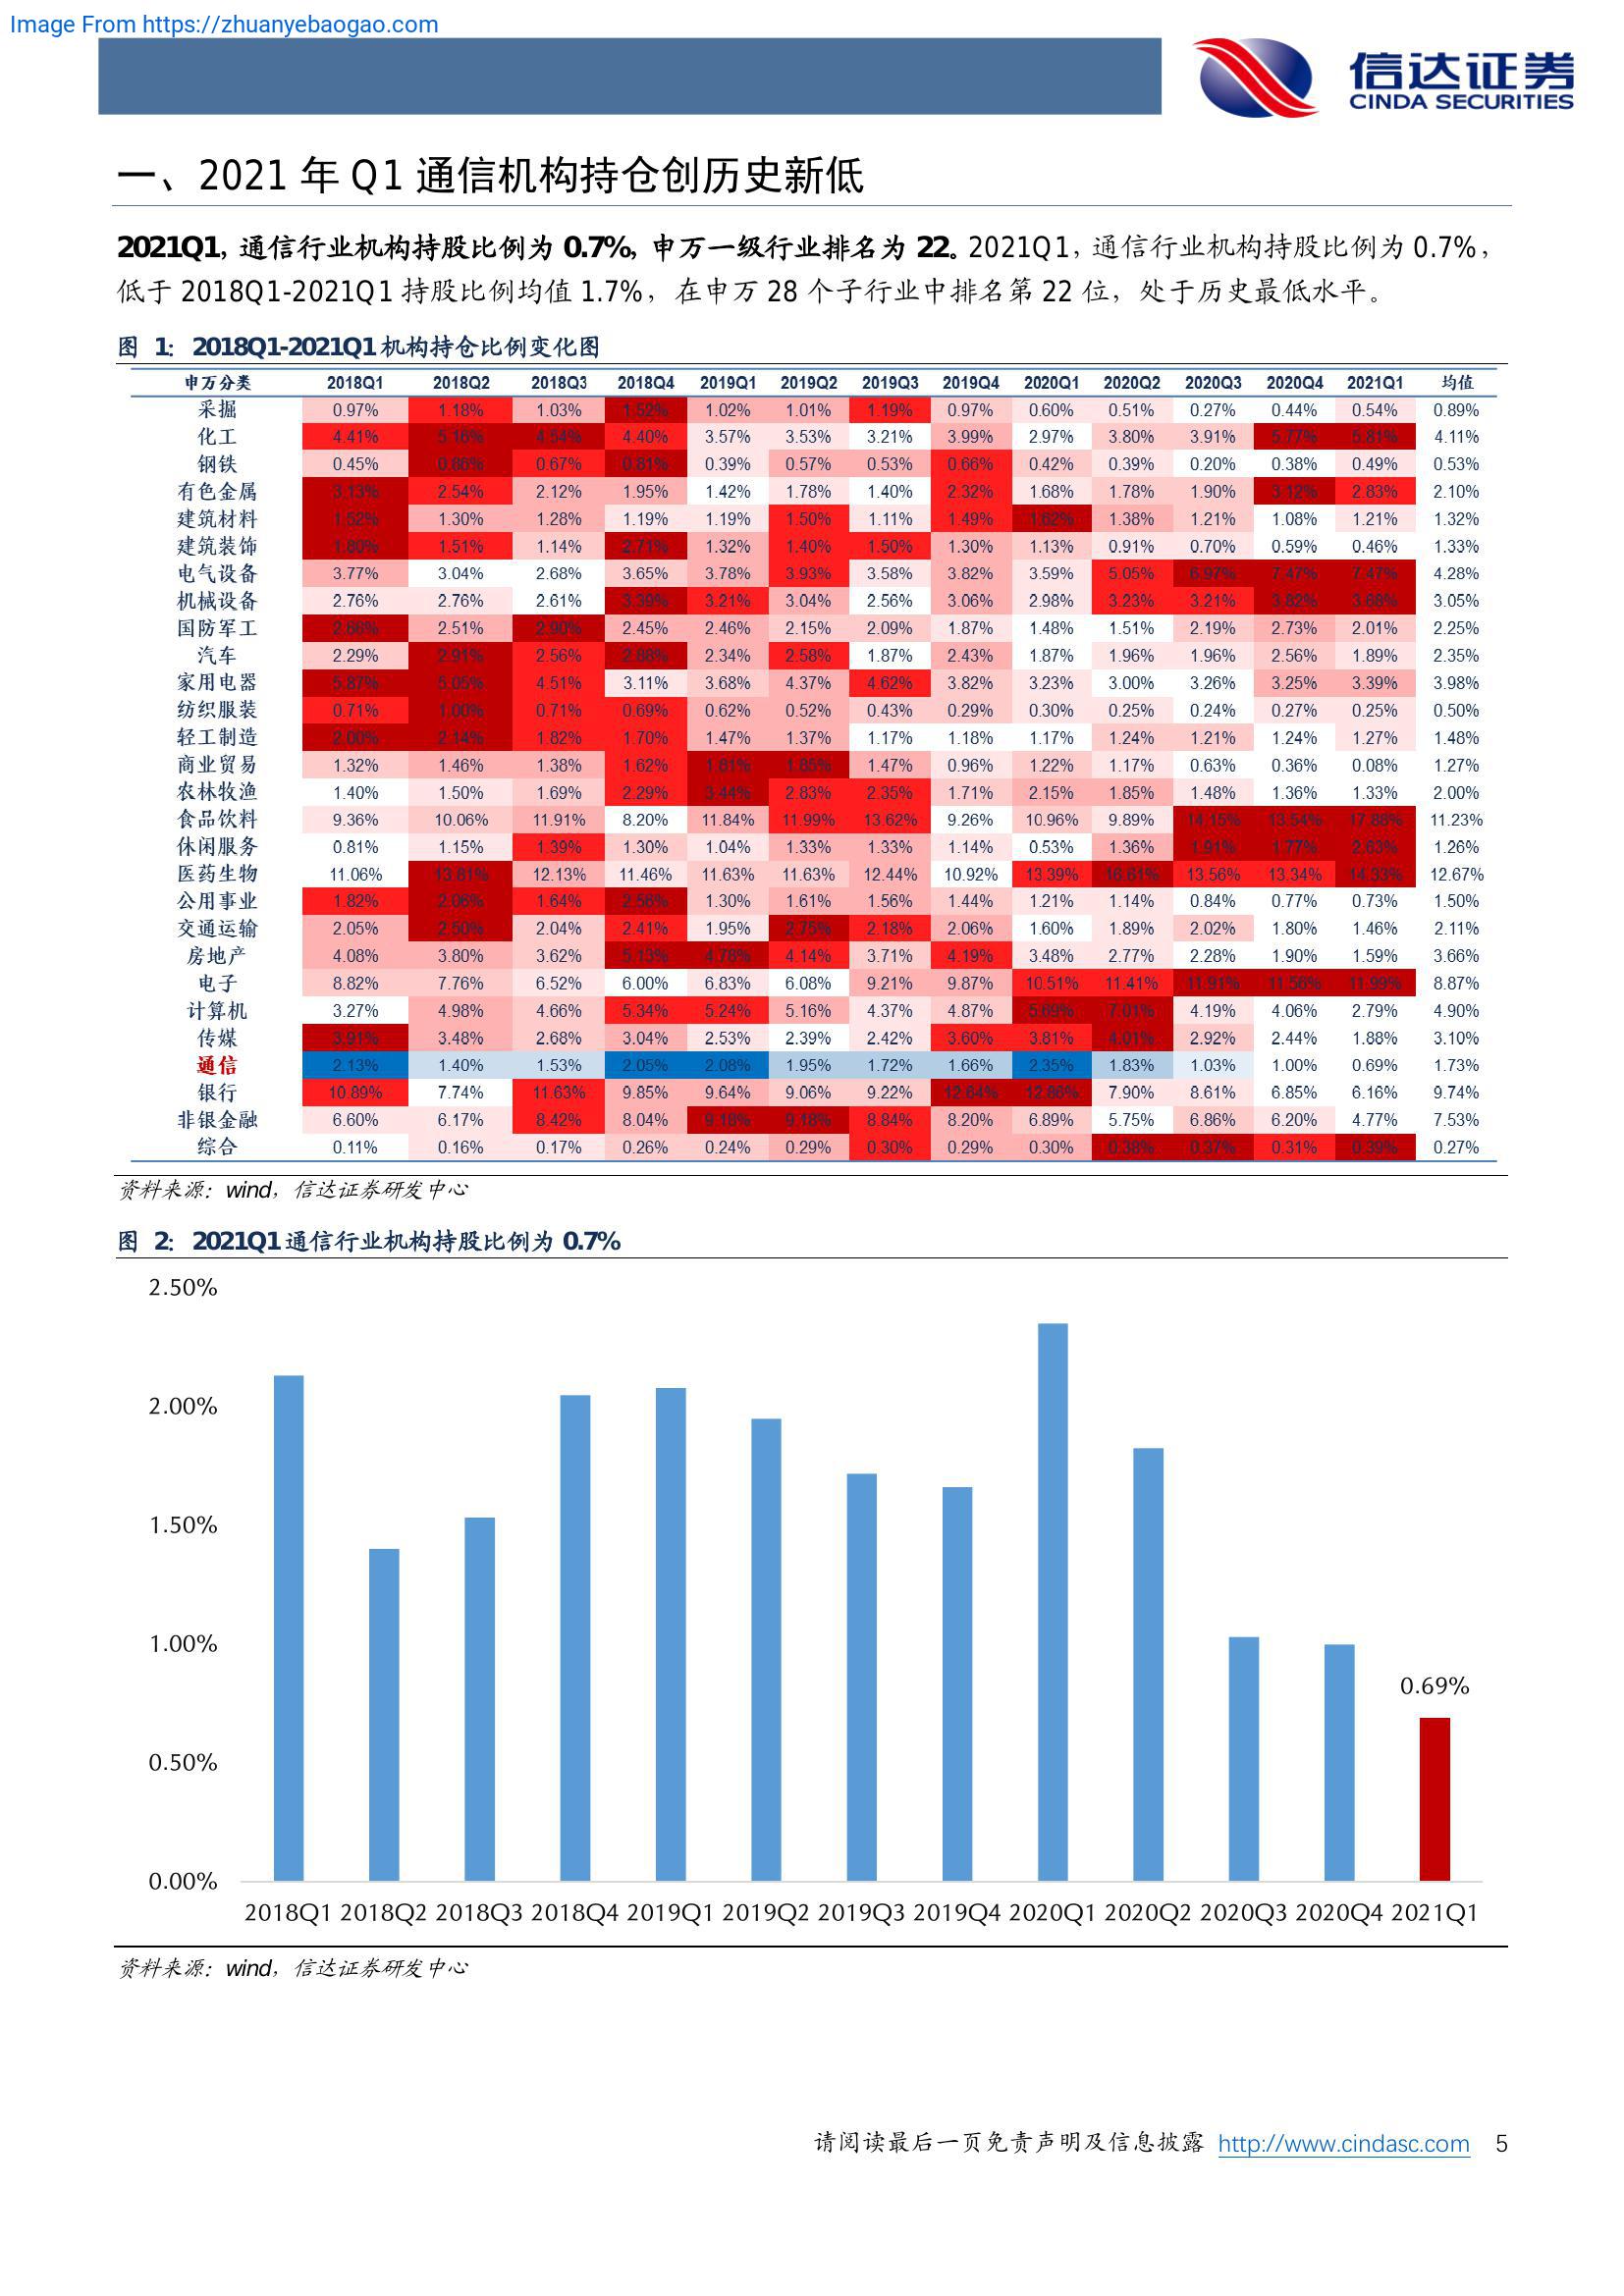 Image From https://zhuanyebaogao.com
信达证券
CINDA SECURITIES
一、2021 年 Q1 通信机构持仓创历史新低
2021Q1，通信行业机构持股比例为 0.7%，申万一级行业排名为 22。2021Q1，通信行业机构持股比例为 0.7%，
低于 2018Q1-2021Q1 持股比例均值 1.7%，在申万 28 个子行业中排名第 22 位，处于历史最低水平。
图 1：2018Q1-2021Q1 机构持仓比例变化图
申万分类 2018Q1 2018Q2 2018Q3 2018Q4 2019Q1 2019Q2 2019Q3 2019Q4 2020Q1 2020Q2 2020Q3 2020Q4 2021Q1 均值
采掘 0.97% 1.18% 1.03% 1.52% 1.02% 1.01% 1.19% 0.97% 0.60% 0.51% 0.27% 0.44% 0.54% 0.89%
化工 4.41% 5.16% 4.54% 4.40% 3.57% 3.53% 3.21% 3.99% 2.97% 3.80% 3.91% 5.77% 5.81% 4.11%
钢铁 0.45% 0.88% 0.67% 0.81% 0.39% 0.57% 0.53% 0.66% 0.42% 0.39% 0.20% 0.38% 0.49% 0.53%
有色金属 3.13% 2.54% 2.12% 1.95% 1.42% 1.78% 1.40% 2.32% 1.68% 1.78% 1.90% 3.12% 2.83% 2.10%
建筑材料 1.52% 1.30% 1.28% 1.19% 1.19% 1.50% 1.11% 1.49% 1.62% 1.38% 1.21% 1.08% 1.21% 1.32%
建筑装饰 1.80% 1.51% 1.14% 2.71% 1.32% 1.40% 1.50% 1.30% 1.13% 0.91% 0.70% 0.59% 0.46% 1.33%
电气设备 3.77% 3.04% 2.68% 3.65% 3.78% 3.93% 3.58% 3.82% 3.59% 5.05% 6.97% 7.47% 7.47% 4.28%
机械设备 2.76% 2.76% 2.61% 3.39% 3.21% 3.04% 2.56% 3.06% 2.98% 3.23% 3.21% 3.82% 3.68% 3.05%
国防军工 2.88% 2.51% 2.90% 2.45% 2.46% 2.15% 2.09% 1.87% 1.48% 1.51% 2.19% 2.73% 2.01% 2.25%
汽车 2.29% 2.91% 2.56% 2.88% 2.34% 2.58% 1.87% 2.43% 1.87% 1.96% 1.96% 2.56% 1.89% 2.35%
家用电器 5.87% 5.05% 4.51% 3.11% 3.68% 4.37% 4.62% 3.82% 3.23% 3.00% 3.26% 3.25% 3.39% 3.98%
纺织服装 0.71% 1.00% 0.71% 0.69% 0.62% 0.52% 0.43% 0.29% 0.30% 0.25% 0.24% 0.27% 0.25% 0.50%
轻工制造 2.00% 2.14% 1.82% 1.70% 1.47% 1.37% 1.17% 1.18% 1.17% 1.24% 1.21% 1.24% 1.27% 1.48%
商业贸易 1.32% 1.46% 1.38% 1.62% 1.81% 1.85% 1.47% 0.96% 1.22% 1.17% 0.63% 0.36% 0.08% 1.27%
农林牧渔 1.40% 1.50% 1.69% 2.29% 3.44% 2.83% 2.35% 1.71% 2.15% 1.85% 1.48% 1.36% 1.33% 2.00%
食品饮料 9.36% 10.06% 11.91% 8.20% 11.84% 11.99% 13.62% 9.26% 10.96% 9.89% 14.15% 13.54% 17.88% 11.23%
休闲服务 0.81% 1.15% 1.39% 1.30% 1.04% 1.33% 1.33% 1.14% 0.53% 1.36% 1.91% 1.77% 2.63% 1.26%
医药生物 11.06% 13.81% 12.13% 11.46% 11.63% 11.63% 12.44% 10.92% 13.39% 16.61% 13.56% 13.34% 14.33% 12.67%
公用事业 1.82% 2.06% 1.64% 2.56% 1.30% 1.61% 1.56% 1.44% 1.21% 1.14% 0.84% 0.77% 0.73% 1.50%
交通运输 2.05% 2.50% 2.04% 2.41% 1.95% 2.75% 2.18% 2.06% 1.60% 1.89% 2.02% 1.80% 1.46% 2.11%
房地产 4.08% 3.80% 3.62% 5.13% 4.78% 4.14% 3.71% 4.19% 3.48% 2.77% 2.28% 1.90% 1.59% 3.66%
电子 8.82% 7.76% 6.52% 6.00% 6.83% 6.08% 9.21% 9.87% 10.51% 11.41% 11.91% 11.56% 11.99% 8.87%
计算机 3.27% 4.98% 4.66% 5.34% 5.24% 5.16% 4.37% 4.87% 5.69% 7.01% 4.19% 4.06% 2.79% 4.90%
传媒 3.91% 3.48% 2.68% 3.04% 2.53% 2.39% 2.42% 3.60% 3.81% 4.01% 2.92% 2.44% 1.88% 3.10%
通信 2.13% 1.40% 1.53% 2.05% 2.08% 1.95% 1.72% 1.66% 2.35% 1.83% 1.03% 1.00% 0.69% 1.73%
银行 10.89% 7.74% 11.63% 9.85% 9.64% 9.06% 9.22% 12.64% 12.86% 7.90% 8.61% 6.85% 6.16% 9.74%
非银金融 6.60% 6.17% 8.42% 8.04% 9.18% 9.18% 8.84% 8.20% 6.89% 5.75% 6.86% 6.20% 4.77% 7.53%
综合 0.11% 0.16% 0.17% 0.26% 0.24% 0.29% 0.30% 0.29% 0.30% 0.38% 0.37% 0.31% 0.39% 0.27%
资料来源：wind，信达证券研发中心
图 2：2021Q1 通信行业机构持股比例为 0.7%
2.50%
2.00%
1.50%
1.00%
0.69%
0.50%
0.00%
2018Q1 2018Q2 2018Q3 2018Q4 2019Q1 2019Q2 2019Q3 2019Q4 2020Q1 2020Q2 2020Q3 2020Q4 2021Q1
资料来源：wind，信达证券研发中心
请阅读最后一页免责声明及信息披露 http://www.cindasc.com 5